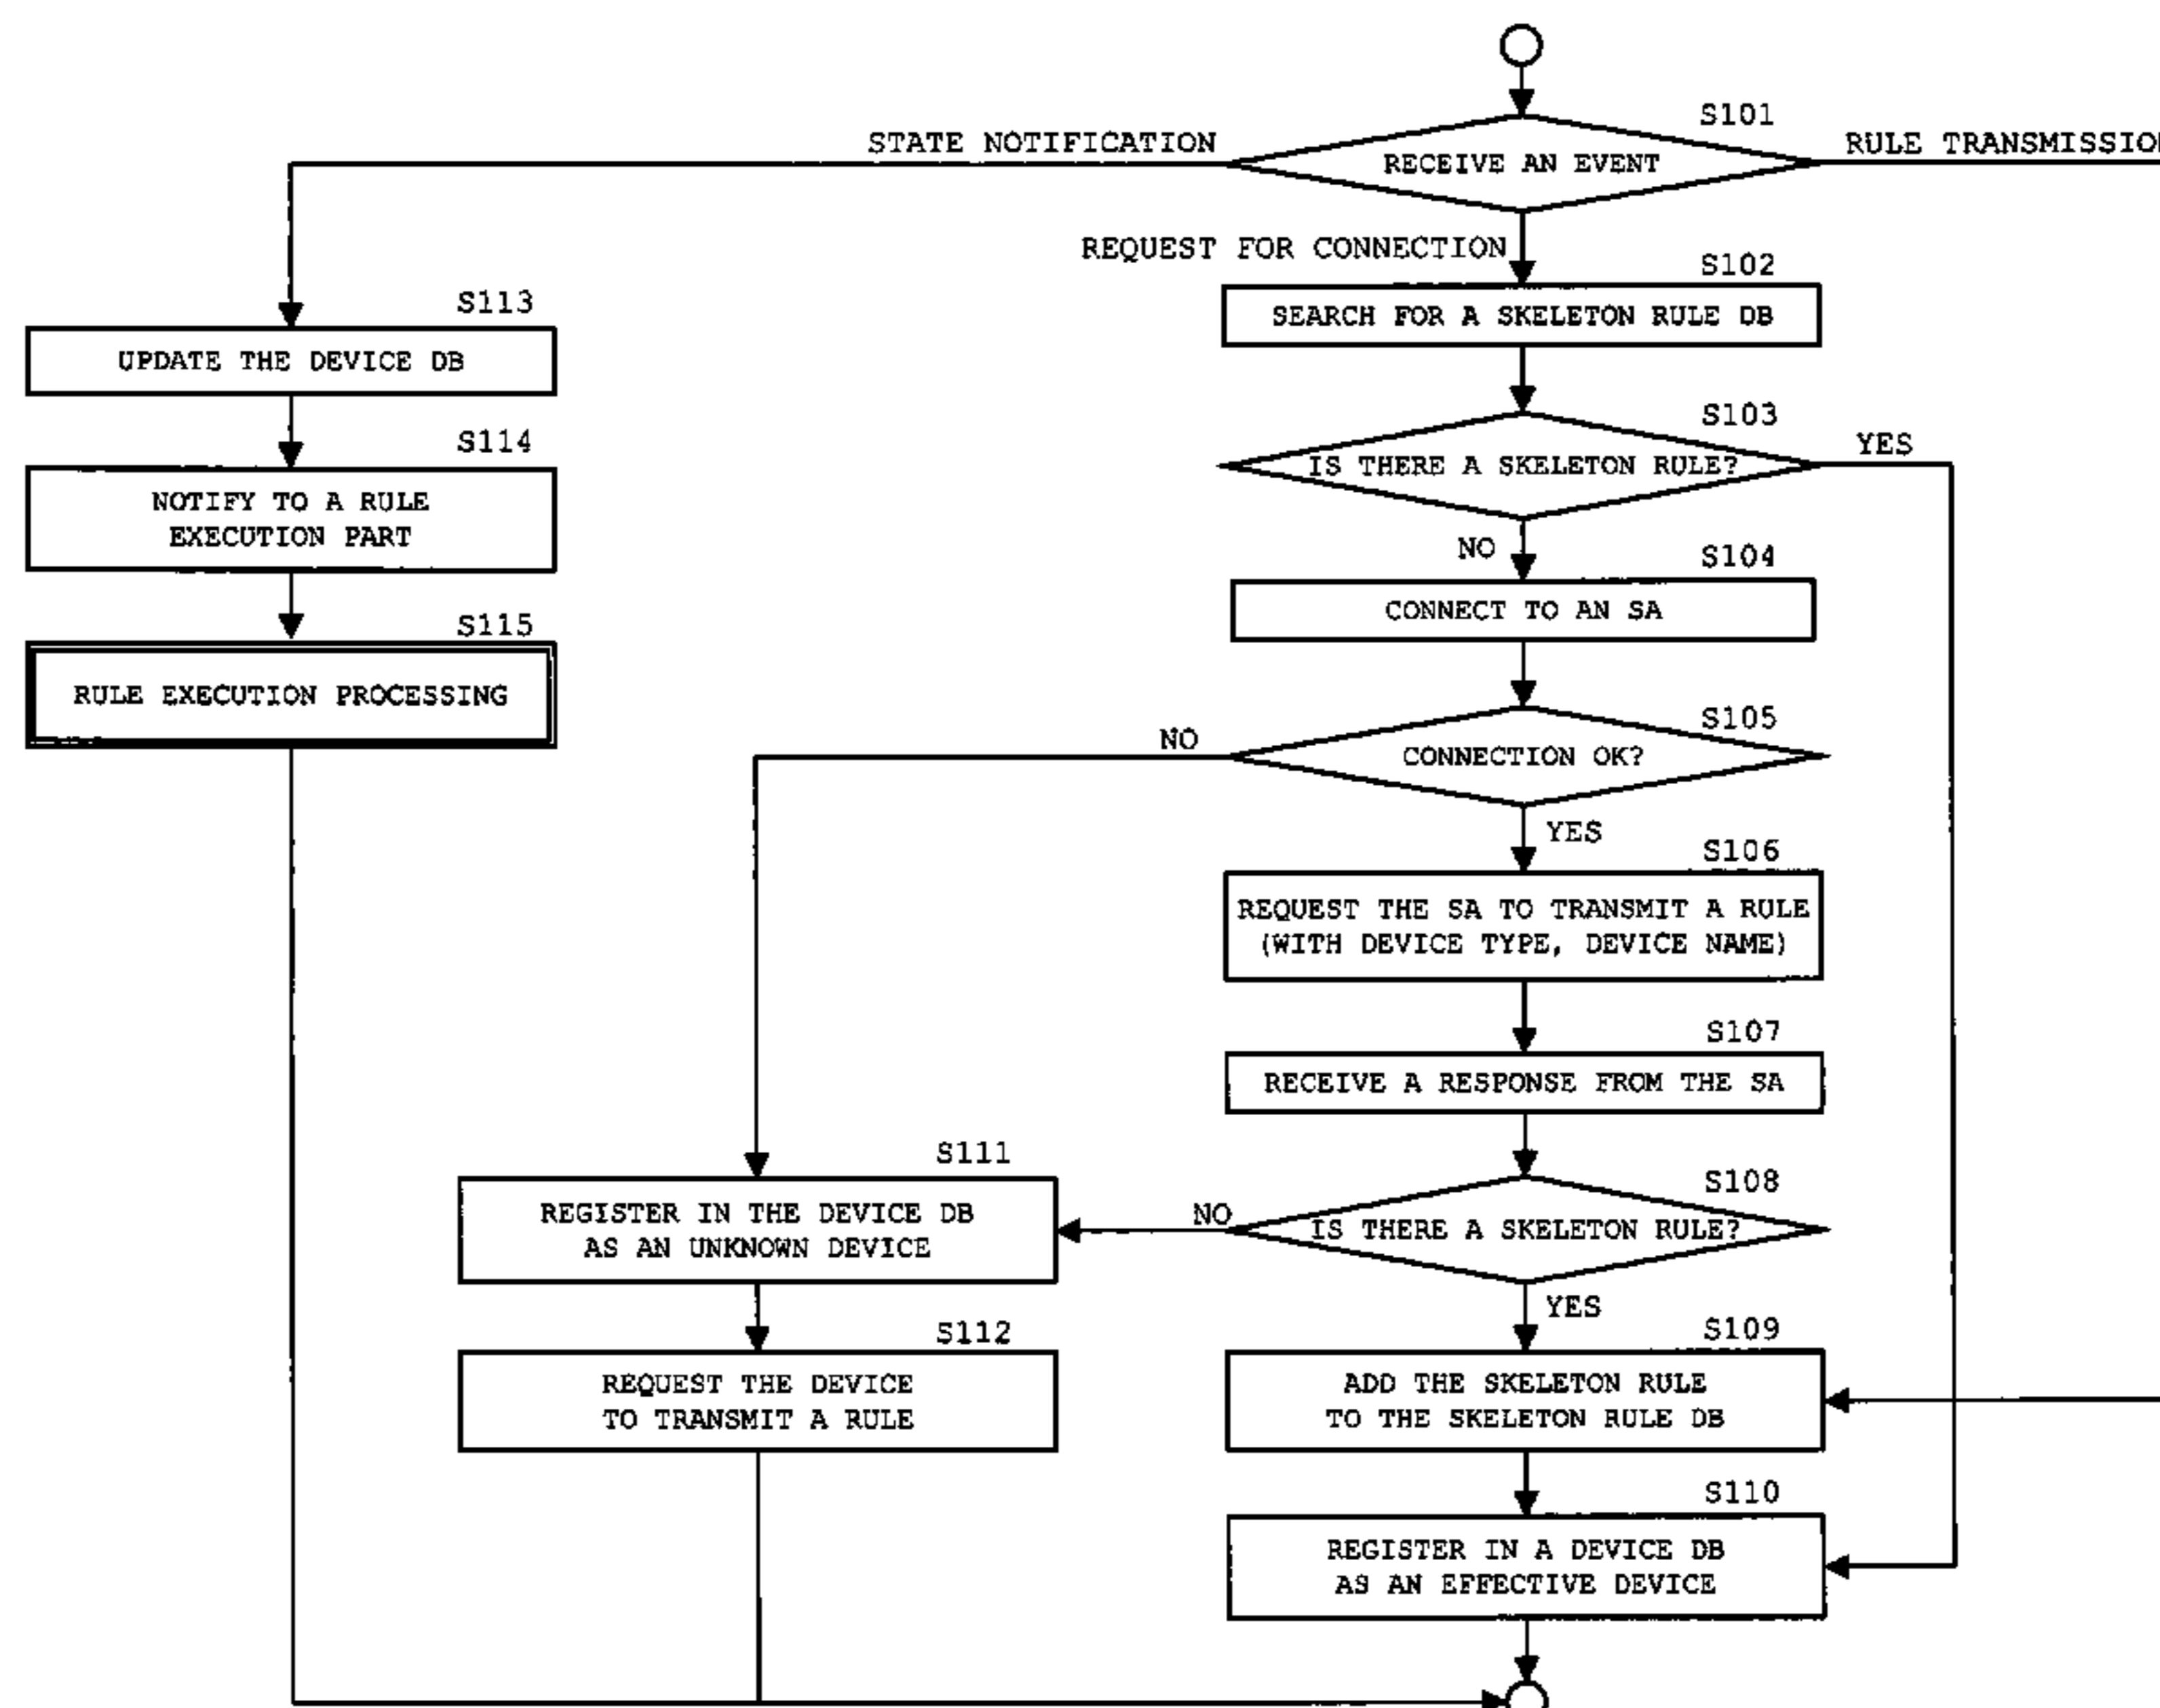 S101
STATE NOTIFICATION
RECEIVE AN EVENT
RULE TRANSMISSION
REQUEST FOR CONNECTION
S102
SEARCH FOR A SKELETON RULE DB
S113
UPDATE THE DEVICE DB
S103
IS THERE A SKELETON RULE?
YES
S114
NOTIFY TO A RULE
EXECUTION PART
NO
S104
CONNECT TO AN SA
S115
RULE EXECUTION PROCESSING
S105
NO
CONNECTION OK?
YES
S106
REQUEST THE SA TO TRANSMIT A RULE
(WITH DEVICE TYPE, DEVICE NAME)
S107
RECEIVE A RESPONSE FROM THE SA
S111
REGISTER IN THE DEVICE DB
AS AN UNKNOWN DEVICE
S108
NO
IS THERE A SKELETON RULE?
YES
S112
REQUEST THE DEVICE
TO TRANSMIT A RULE
S109
ADD THE SKELETON RULE
TO THE SKELETON RULE DB
S110
REGISTER IN A DEVICE DB
AS AN EFFECTIVE DEVICE